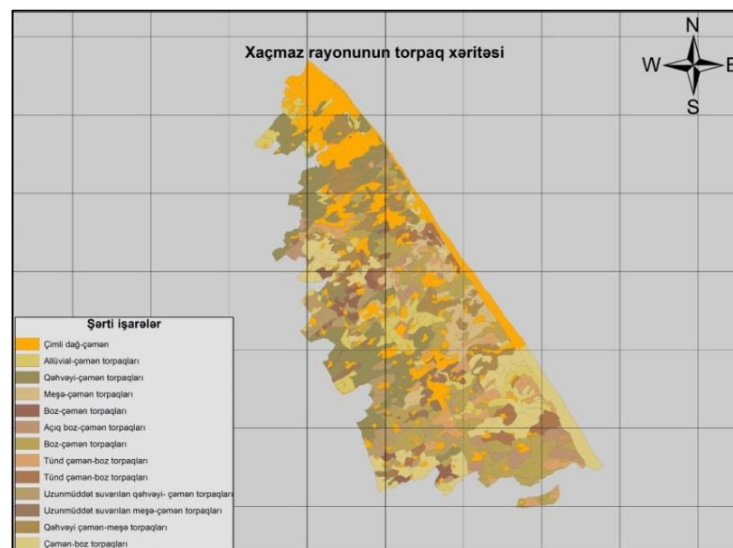 Xaçmaz rayonunun torpaq xəritəsi
N
W
E
S
Şərti işarələr
Çimli dağ-çəmən
Allüvial-çəmən torpaqları
Qəhvəyi-çəmən torpaqları
Meşə-çəmən torpaqları
Boz-çəmən torpaqları
Açıq boz-çəmən torpaqları
Boz-çəmən torpaqları
Tünd çəmən-boz torpaqları
Tünd çəmən-boz torpaqları
Uzunmüddət suvarılan qəhvəyi- çəmən torpaqları
Uzunmüddət suvarılan meşə-çəmən torpaqları
Qəhvəyi çəmən-meşə torpaqları
Çəmən-boz torpaqları